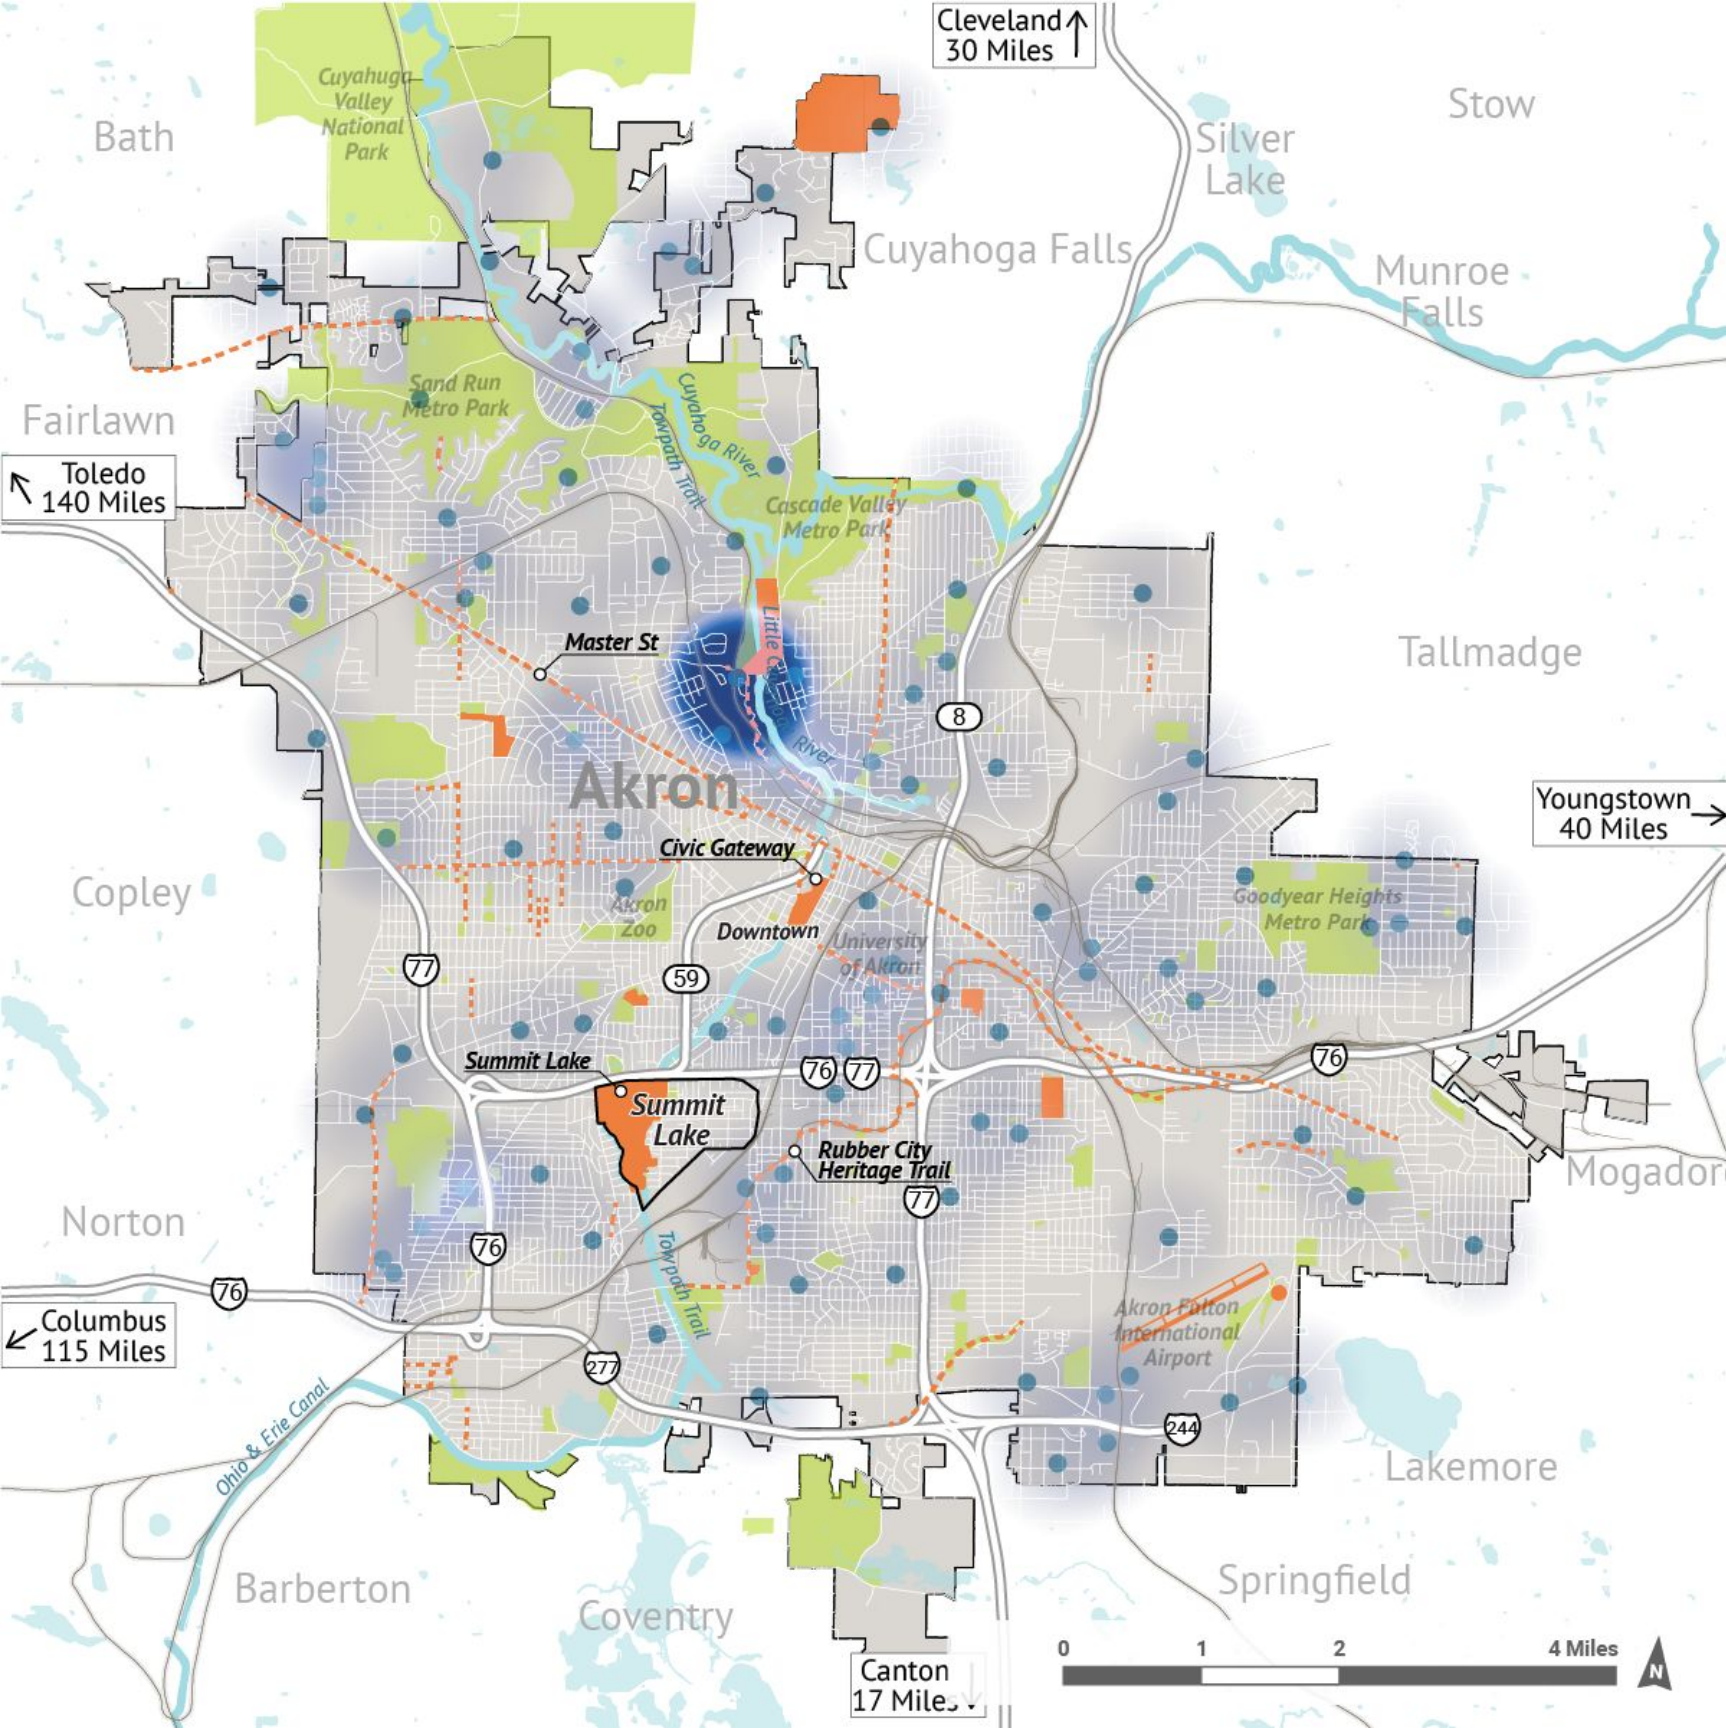 Cleveland
30 Miles
Stow
Cuyahuga
Valley
National
Park
Bath
Silver
Lake
Cuyahoga Falls
Munroe
Falls
Sand Run
Metro Park
Fairlawn
Cuyahoga River
Towpath Trail
Toledo
140 Miles
Cascade Valley
Metro Park
Little Cuyahoga River
Master St
Tallmadge
8
Akron
Youngstown
40 Miles
Civic Gateway
Copley
Akron
Zoo
Goodyear Heights
Metro Park
Downtown
University
of Akron
77
59
Summit Lake
76
77
76
Summit
Lake
Rubber City
Heritage Trail
Mogadore
77
Norton
76
76
Towpath Trail
Columbus
115 Miles
Akron Fulton
International
Airport
277
Ohio & Erie Canal
244
Lakemore
Barberton
Springfield
Coventry
0 1 2 4 Miles
N
Canton
17 Miles